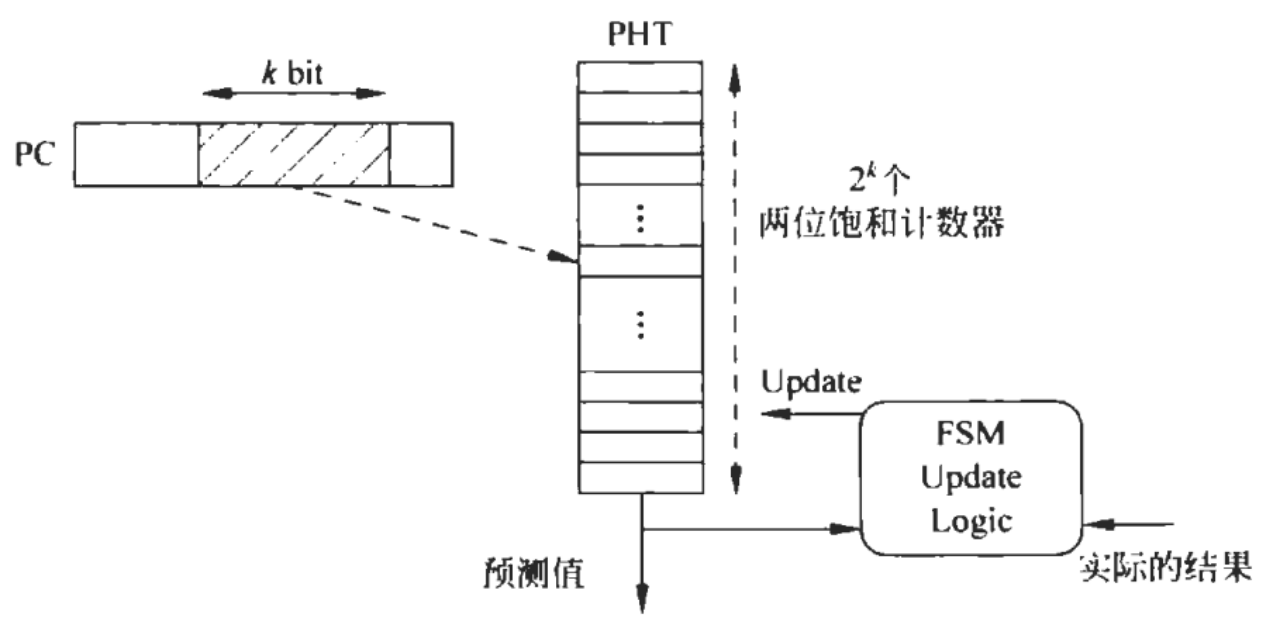 PHT
k bit
PC
2^k个
两位饱和计数器
⋮
⋮
Update
FSM
Update
Logic
预测值
实际的结果